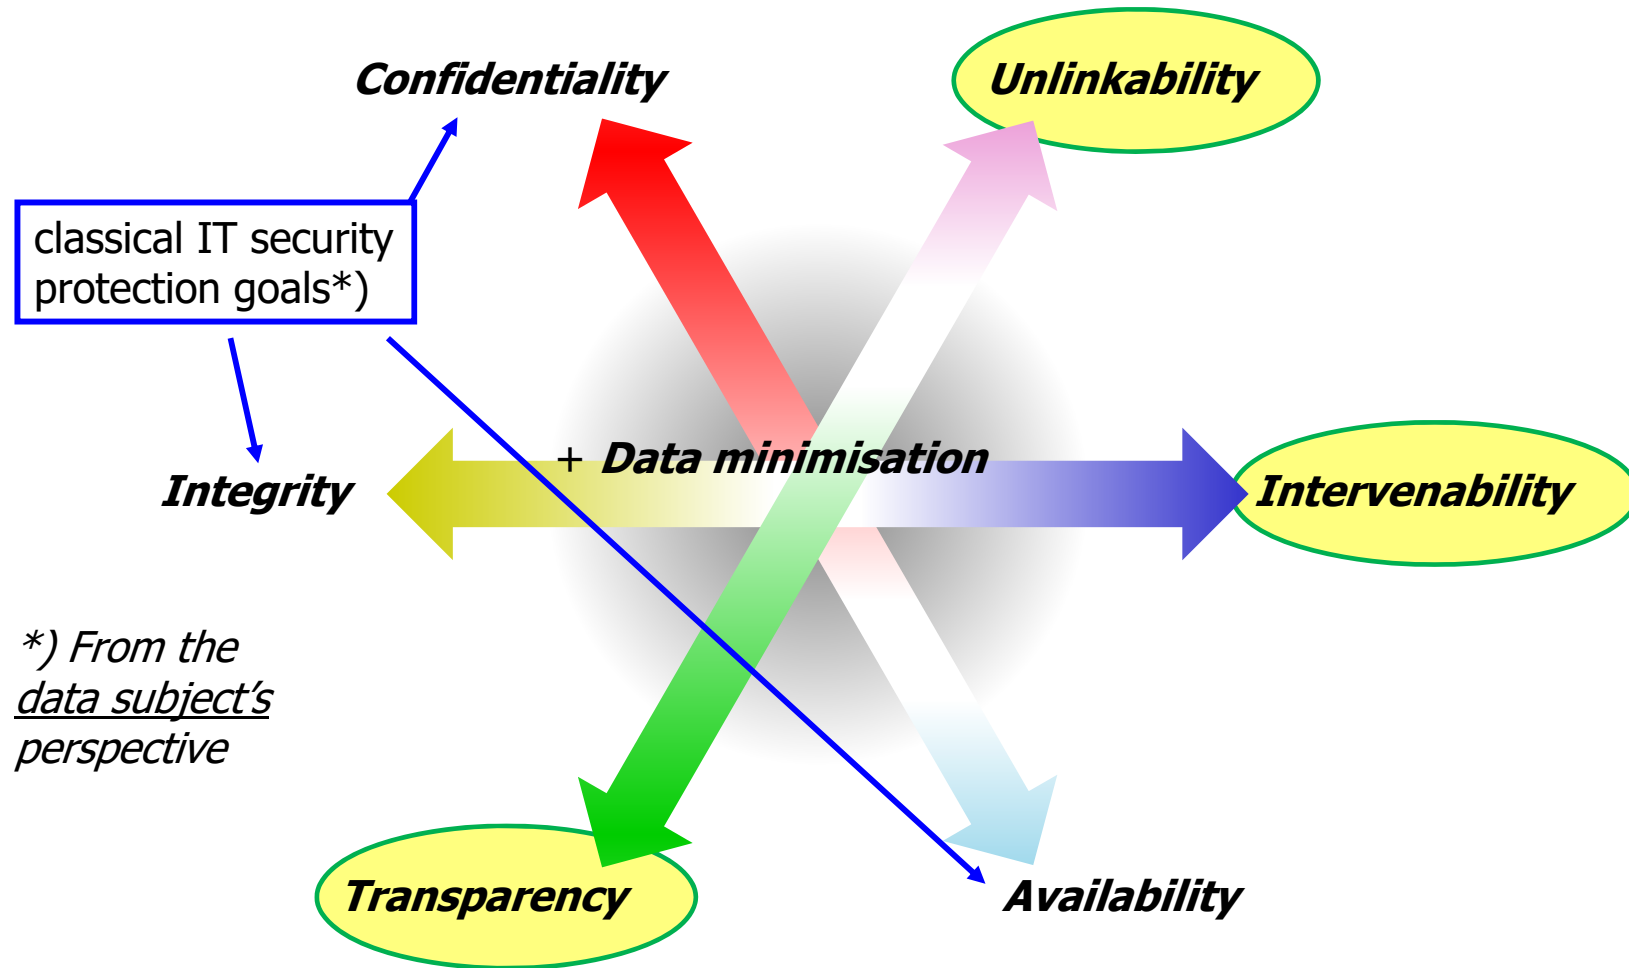 Confidentiality
Unlinkability
classical IT security
protection goals*)
+ Data minimisation
Integrity
Intervenability
*) From the
data subject’s
perspective
Transparency
Availability